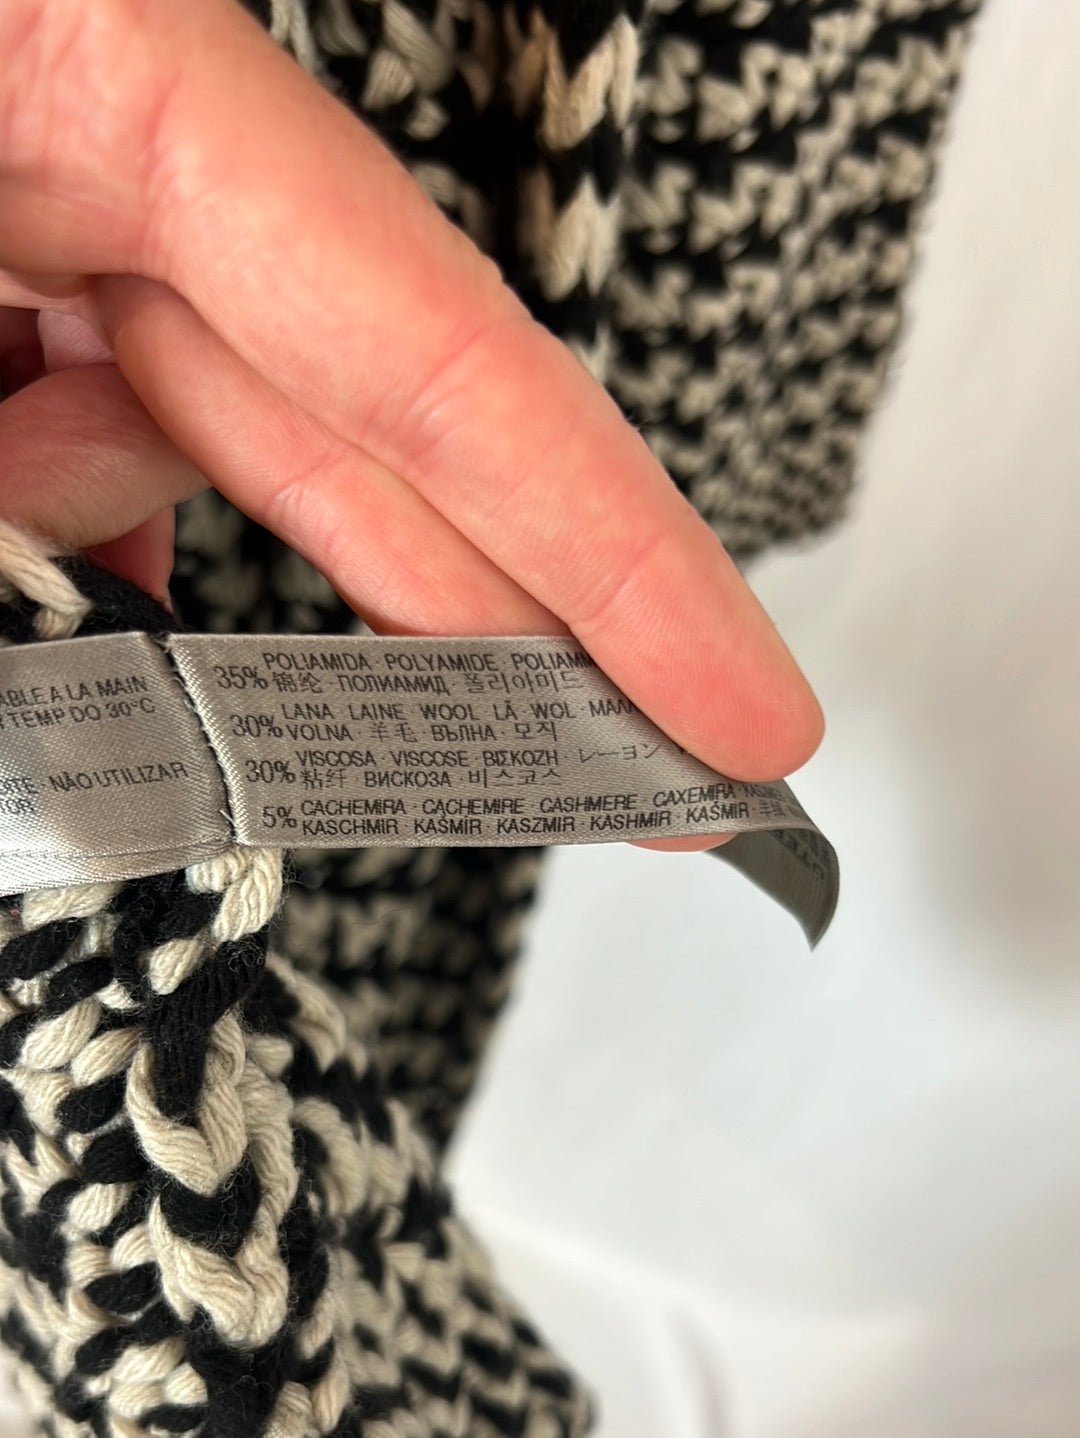 ABLE A LA MAIN
TEMP DO 30°C
NÃO UTILIZAR
35% POLIAMIDA · POLYAMIDE · POLIAMM
锦纶 · ПОЛИАМИД · 폴리아미드
30% LANA · LAINE · WOOL · LÃ · WOL ·
VOLNA · 羊毛 · ВЪЛНА · 모직
30% VISCOSA · VISCOSE · ΒΙΣΚΟΖΗ · レーヨン ·
粘纤 · ВИСКОЗА · 비스코스
5% CACHEMIRA · CACHEMIRE · CASHMERE · CAXEMIRA ·
KASCHMIR · KAŠMIR · KASZMIR · KASHMIR · KAŠMIR ·